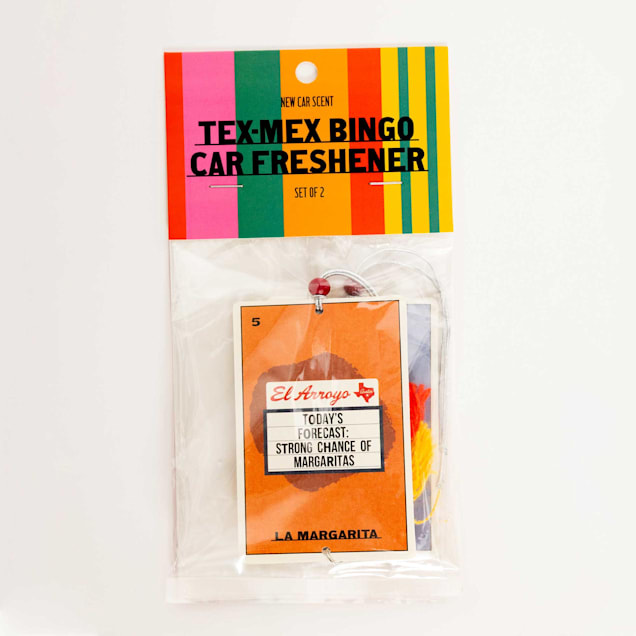 NEW CAR SCENT
TEX-MEX BINGO
CAR FRESHENER
SET OF 2
5
El Arroyo
TODAY'S
FORECAST:
STRONG CHANCE OF
MARGARITAS
LA MARGARITA